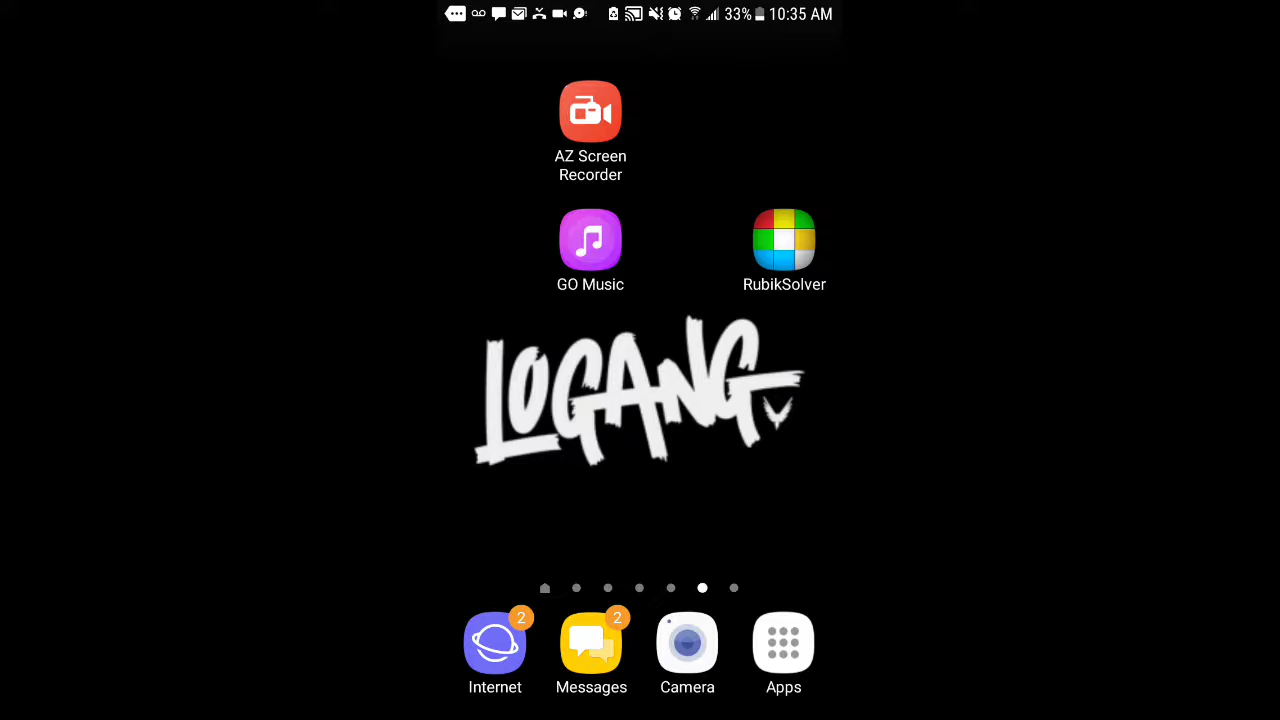 33% 10:35 AM
AZ Screen
Recorder
GO Music
RubikSolver
LOGANG
2
2
Internet
Messages
Camera
Apps